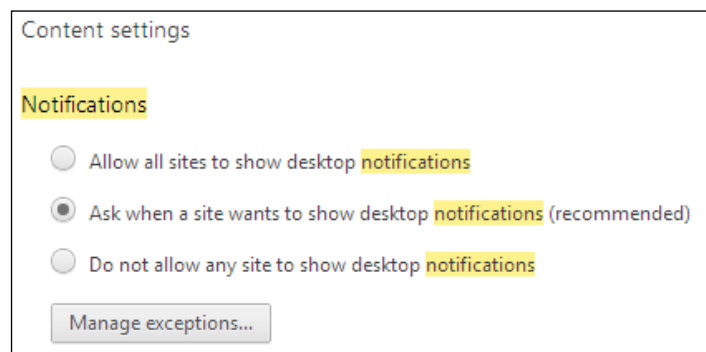 Content settings
Notifications
Allow all sites to show desktop notifications
Ask when a site wants to show desktop notifications (recommended)
Do not allow any site to show desktop notifications
Manage exceptions...